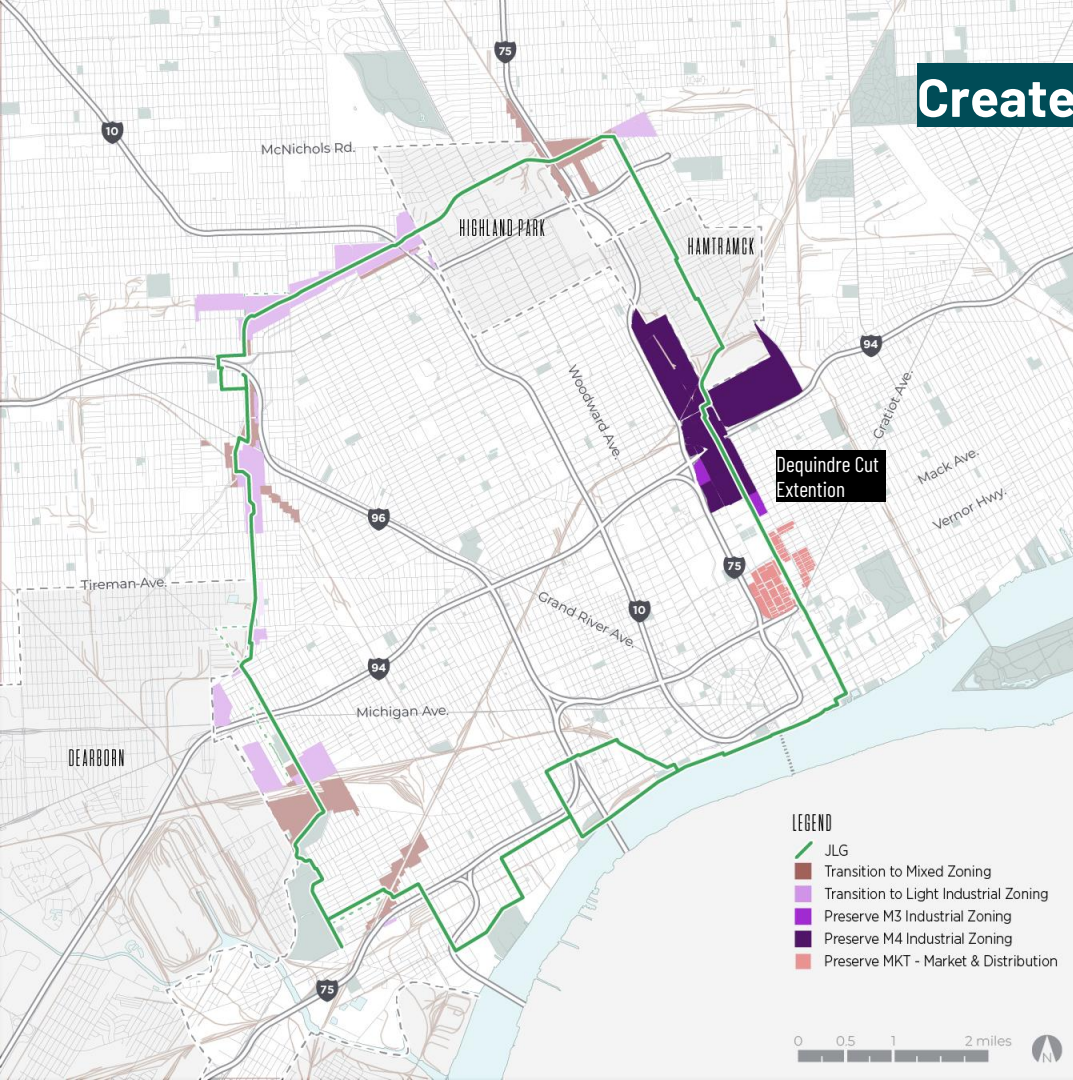 75
Create
10
McNichols Rd.
HIGHLAND PARK
HAMTRAMCK
94
Woodward Ave.
Gratiot Ave.
Dequindre Cut
Extention
Mack Ave.
Vernor Hwy.
96
75
Tireman Ave.
Grand River Ave.
10
94
Michigan Ave.
DEARBORN
75
LEGEND
JLG
Transition to Mixed Zoning
Transition to Light Industrial Zoning
Preserve M3 Industrial Zoning
Preserve M4 Industrial Zoning
Preserve MKT - Market & Distribution
0 0.5 1 2 miles
N